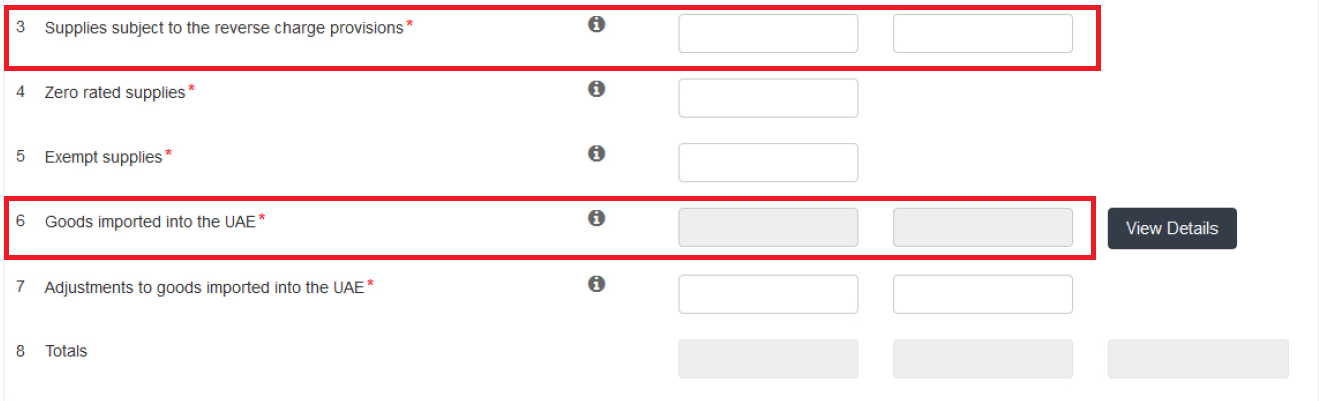 3 Supplies subject to the reverse charge provisions*
4 Zero rated supplies*
5 Exempt supplies*
6 Goods imported into the UAE* View Details
7 Adjustments to goods imported into the UAE*
8 Totals